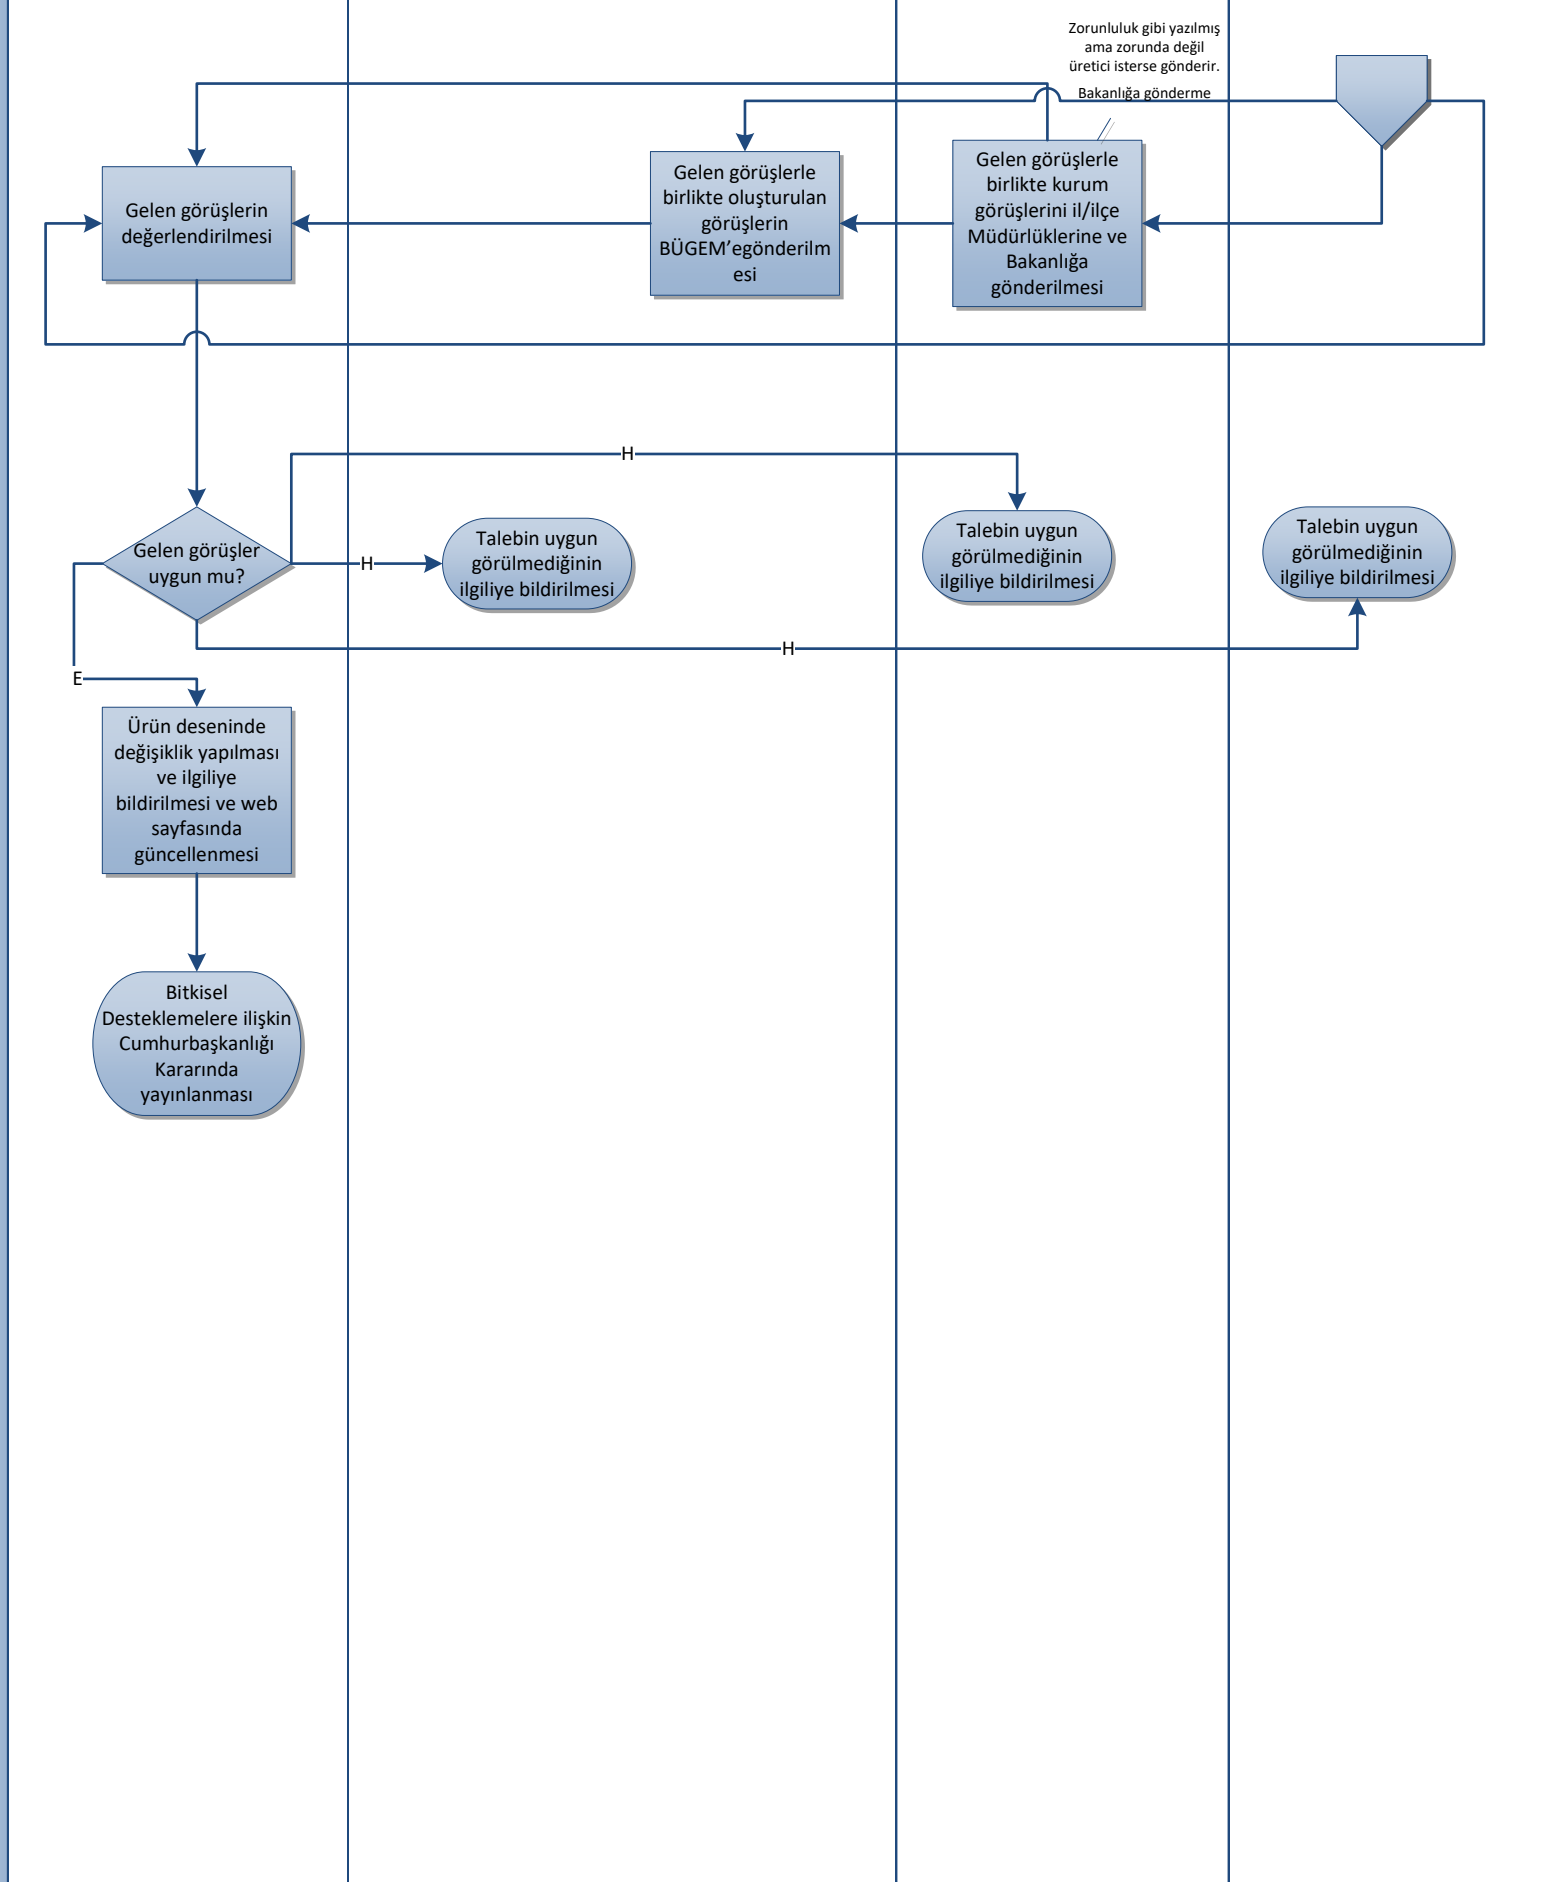 Zorunluluk gibi yazılmış
ama zorunda değil
üretici isterse gönderir.
Bakanlığa gönderme
Gelen görüşlerin
değerlendirilmesi
Gelen görüşlerle
birlikte oluşturulan
görüşlerin
BÜGEM’egönderilm
esi
Gelen görüşlerle
birlikte kurum
görüşlerini il/ilçe
Müdürlüklerine ve
Bakanlığa
gönderilmesi
H
Gelen görüşler
uygun mu?
H
Talebin uygun
görülmediğinin
ilgiliye bildirilmesi
Talebin uygun
görülmediğinin
ilgiliye bildirilmesi
Talebin uygun
görülmediğinin
ilgiliye bildirilmesi
H
E
Ürün deseninde
değişiklik yapılması
ve ilgiliye
bildirilmesi ve web
sayfasında
güncellenmesi
Bitkisel
Desteklemelere ilişkin
Cumhurbaşkanlığı
Kararında
yayınlanması